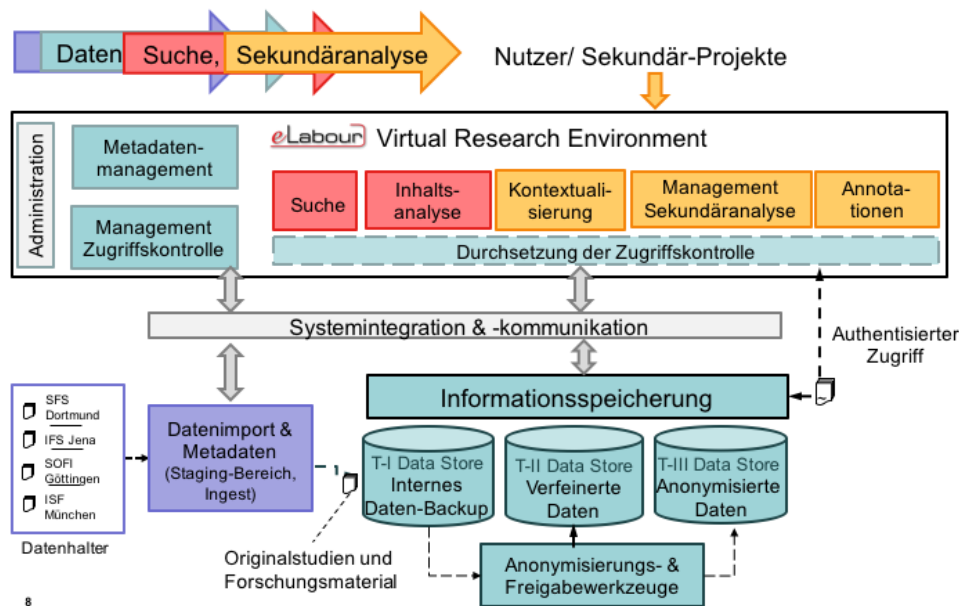 Daten
Suche,
Sekundäranalyse
Nutzer/ Sekundär-Projekte
Administration
Metadaten-
management
Management
Zugriffskontrolle
eLabour Virtual Research Environment
Suche
Inhalts-
analyse
Kontextuali-
sierung
Management
Sekundäranalyse
Annota-
tionen
Durchsetzung der Zugriffskontrolle
Systemintegration & -kommunikation
Authentisierter
Zugriff
SFS
Dortmund
IFS Jena
SOFI
Göttingen
ISF
München
Datenhalter
Datenimport &
Metadaten
(Staging-Bereich,
Ingest)
Originalstudien und
Forschungsmaterial
Informationsspeicherung
T-I Data Store
Internes
Daten-Backup
T-II Data Store
Verfeinerte
Daten
T-III Data Store
Anonymisierte
Daten
Anonymisierungs- &
Freigabewerkzeuge
8